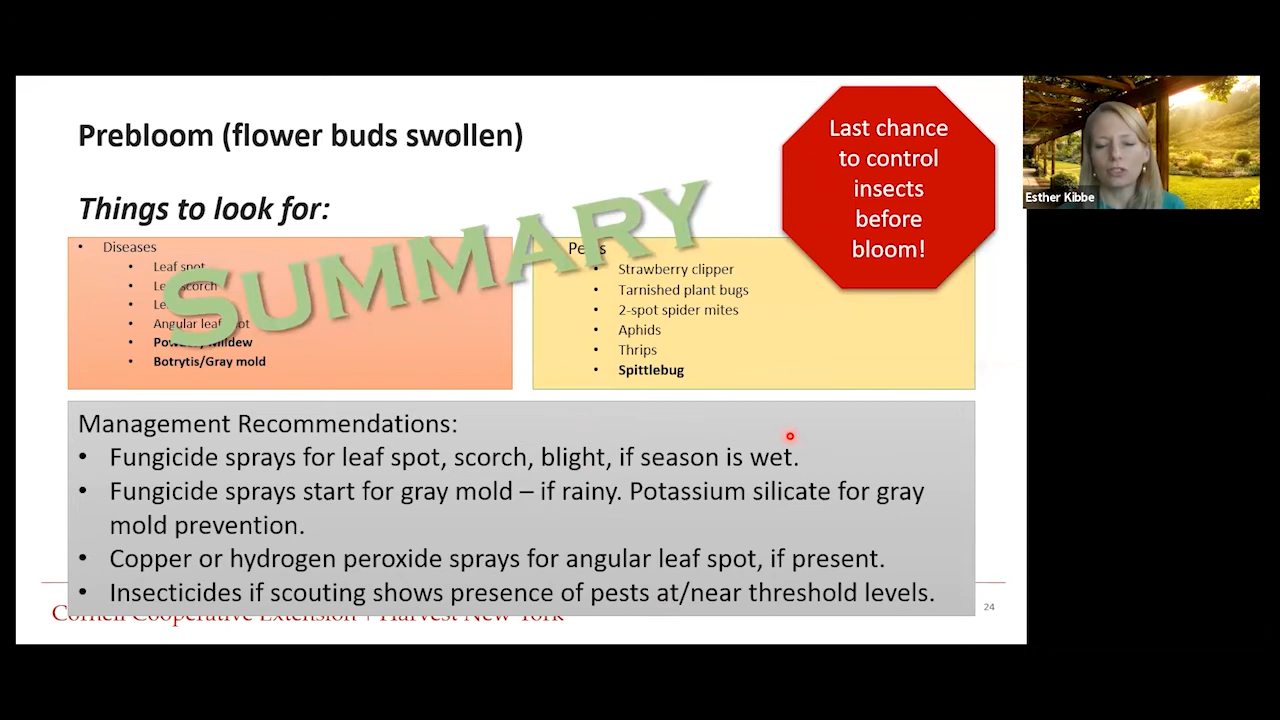 Prebloom (flower buds swollen)
Last chance
to control
insects
before
bloom!
Esther Kibbe
Things to look for:
SUMMARY
• Diseases
• Leaf spot
• Leaf scorch
•
• Angular leaf spot
• Powdery Mildew
• Botrytis/Gray mold
Pests
• Strawberry clipper
• Tarnished plant bugs
• 2-spot spider mites
• Aphids
• Thrips
• Spittlebug
Management Recommendations:
• Fungicide sprays for leaf spot, scorch, blight, if season is wet.
• Fungicide sprays start for gray mold – if rainy. Potassium silicate for gray
mold prevention.
• Copper or hydrogen peroxide sprays for angular leaf spot, if present.
• Insecticides if scouting shows presence of pests at/near threshold levels.
Cornell Cooperative Extension | Harvest New York
24